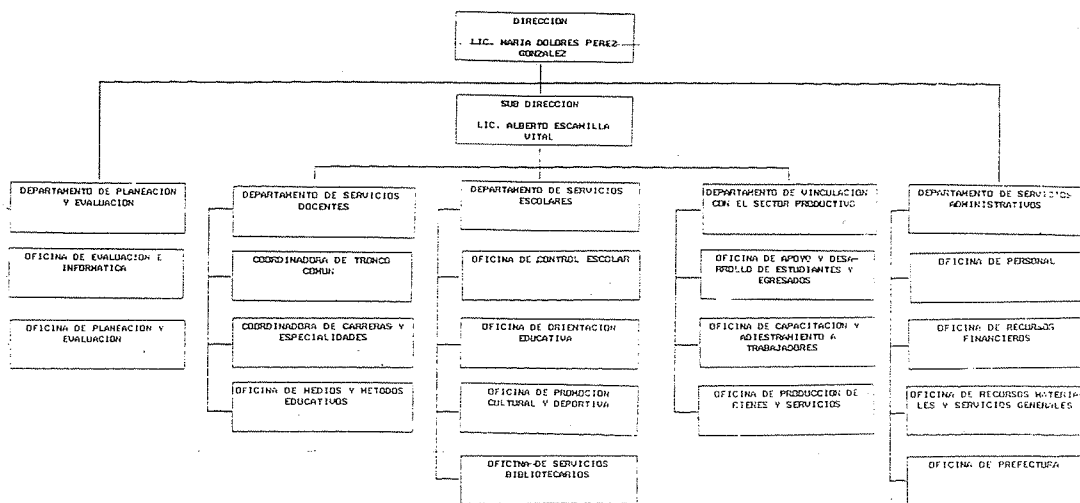 DIRECCION
LIC. MARIA DOLORES PEREZ
GONZALEZ
SUB DIRECCION
LIC. ALBERTO ESCAMILLA
VITAL
DEPARTAMENTO DE PLANEACION
Y EVALUACION
OFICINA DE EVALUACION E
INFORMATICA
OFICINA DE PLANEACION Y
EVALUACION
DEPARTAMENTO DE SERVICIOS
DOCENTES
COORDINADORA DE TRONCO
COMUN
COORDINADORA DE CARRERAS Y
ESPECIALIDADES
OFICINA DE MEDIOS Y METODOS
EDUCATIVOS
DEPARTAMENTO DE SERVICIOS
ESCOLARES
OFICINA DE CONTROL ESCOLAR
OFICINA DE ORIENTACION
EDUCATIVA
OFICINA DE PROMOCION
CULTURAL Y DEPORTIVA
OFICINA DE SERVICIOS
BIBLIOTECARIOS
DEPARTAMENTO DE VINCULACION
CON EL SECTOR PRODUCTIVO
OFICINA DE APOYO Y DESA-
RROLLO DE ESTUDIANTES Y
EGRESADOS
OFICINA DE CAPACITACION Y
ADIESTRAMIENTO A
TRABAJADORES
OFICINA DE PRODUCCION DE
BIENES Y SERVICIOS
DEPARTAMENTO DE SERVICIOS
ADMINISTRATIVOS
OFICINA DE PERSONAL
OFICINA DE RECURSOS
FINANCIEROS
OFICINA DE RECURSOS MATERIA-
LES Y SERVICIOS GENERALES
OFICINA DE PREFECTURA